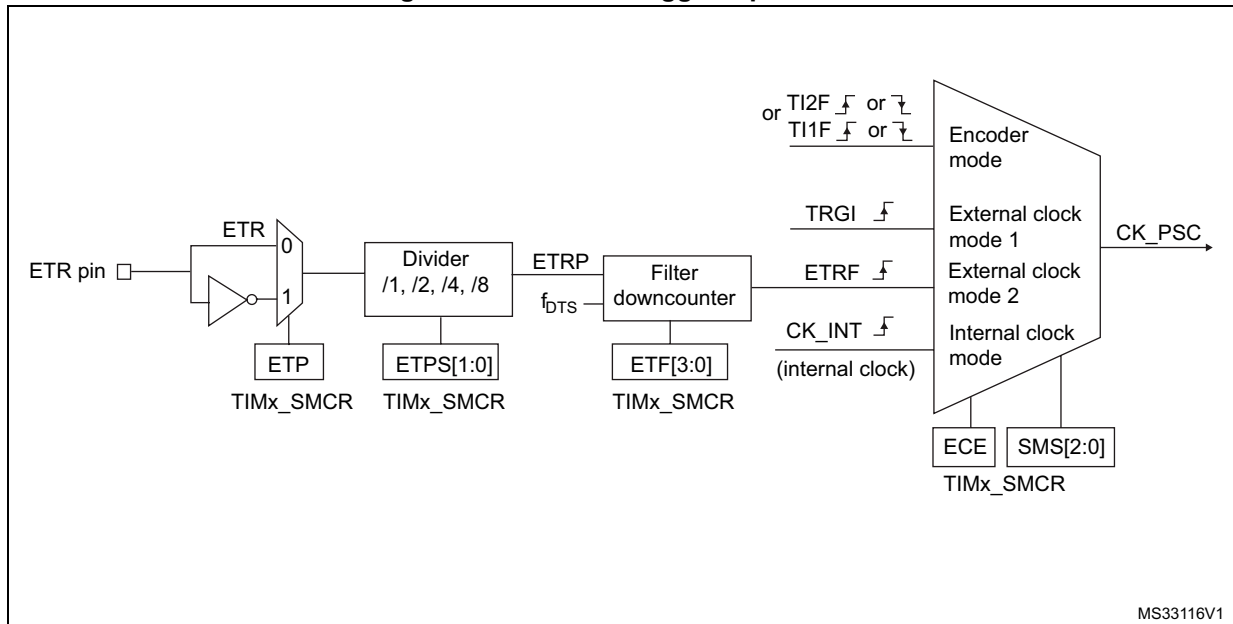 or TI2F or
TI1F or
Encoder
mode
TRGI
External clock
mode 1
CK_PSC
ETR
0
ETR pin
1
Divider
/1, /2, /4, /8
ETRP
fDTS
Filter
downcounter
ETRF
External clock
mode 2
CK_INT
(internal clock)
Internal clock
mode
ETP
TIMx_SMCR
ETPS[1:0]
TIMx_SMCR
ETF[3:0]
TIMx_SMCR
ECE
SMS[2:0]
TIMx_SMCR
MS33116V1